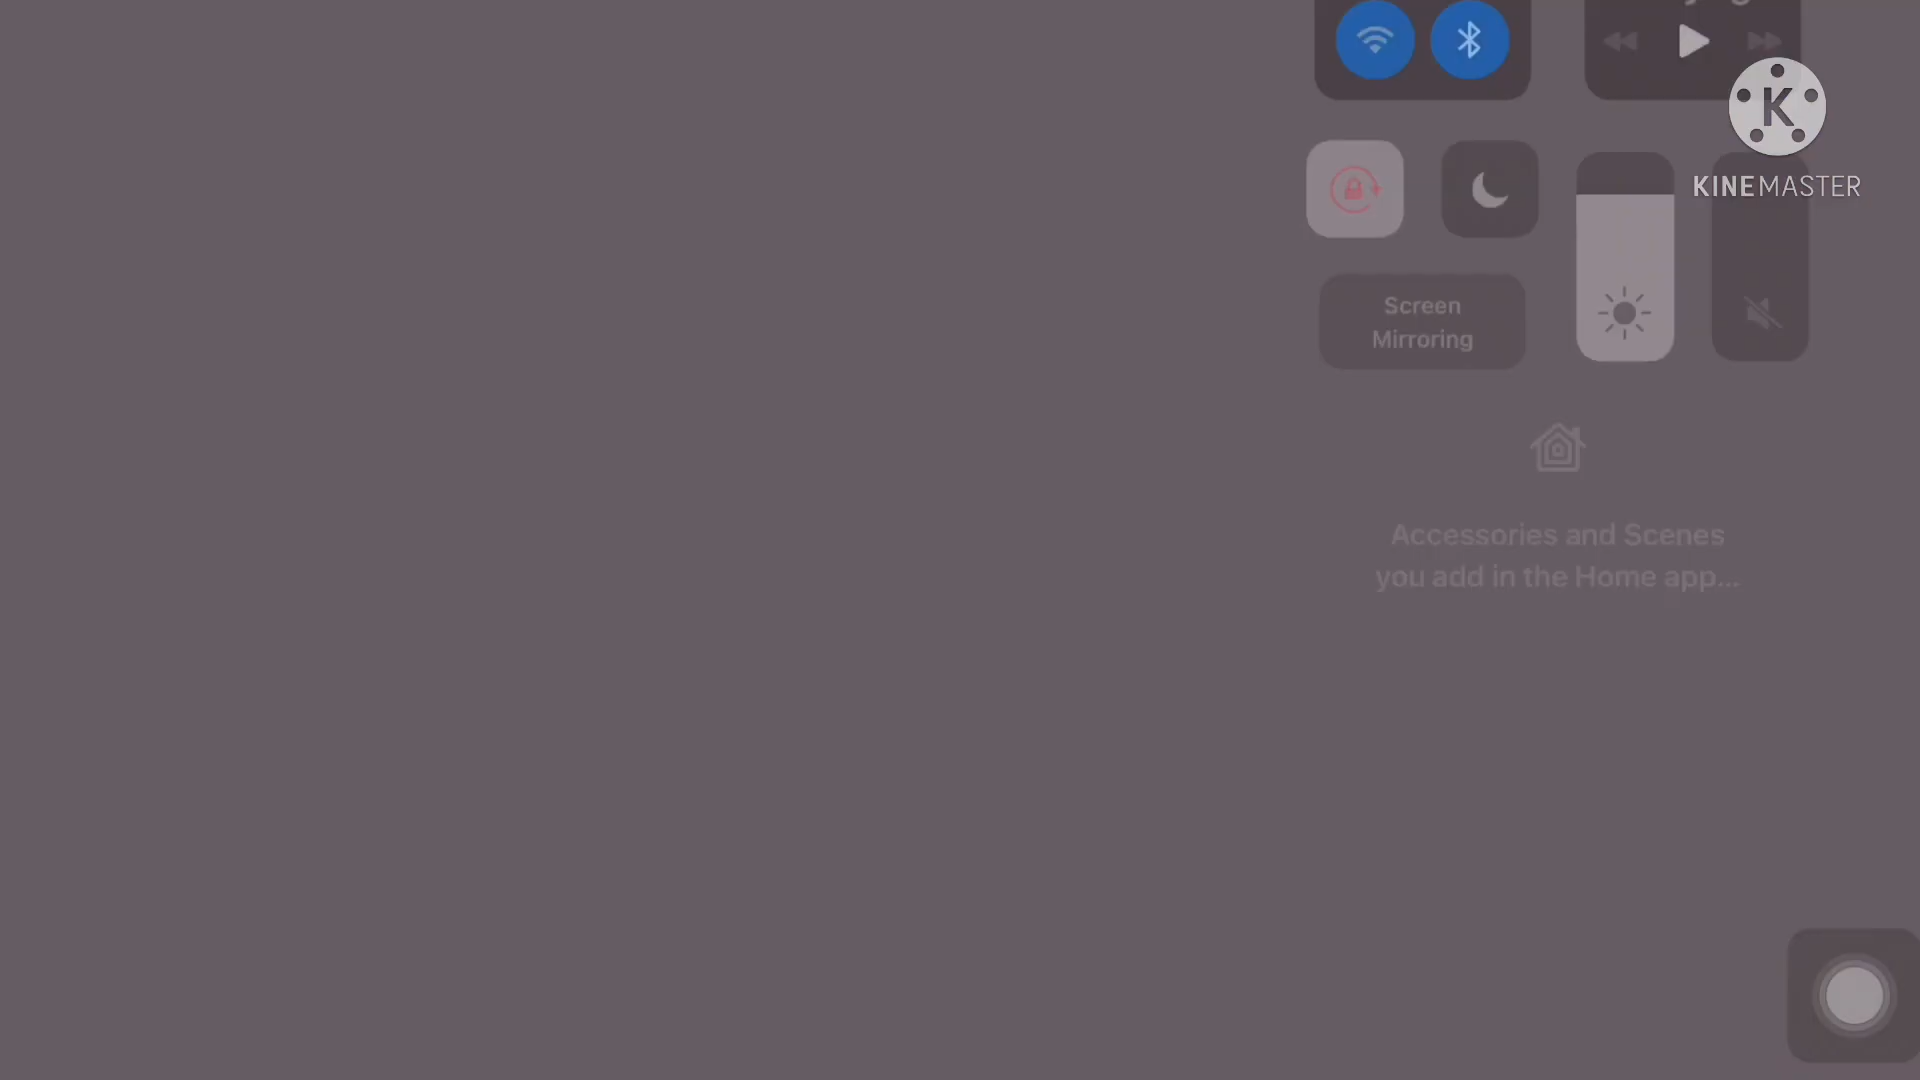 K
KINEMASTER
Screen
Mirroring
Accessories and Scenes
you add in the Home app...